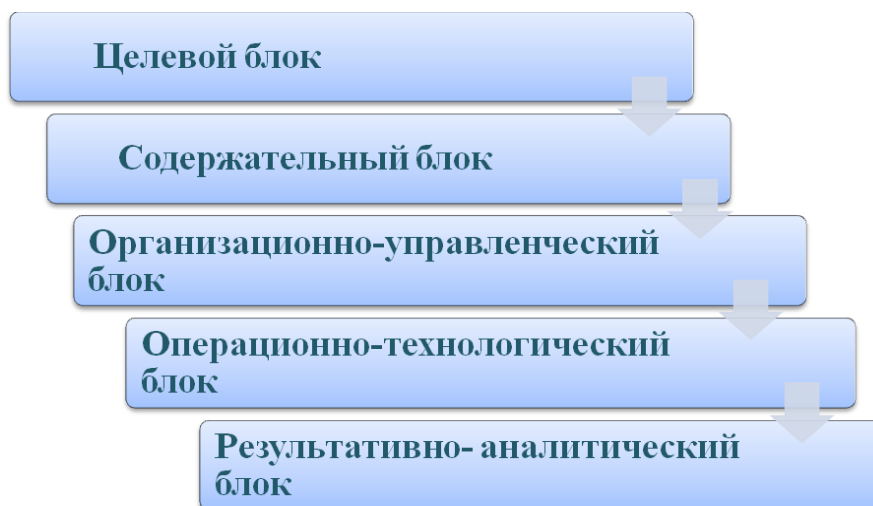 Целевой блок
Содержательный блок
Организационно-управленческий
блок
Операционно-технологический
блок
Результативно- аналитический
блок